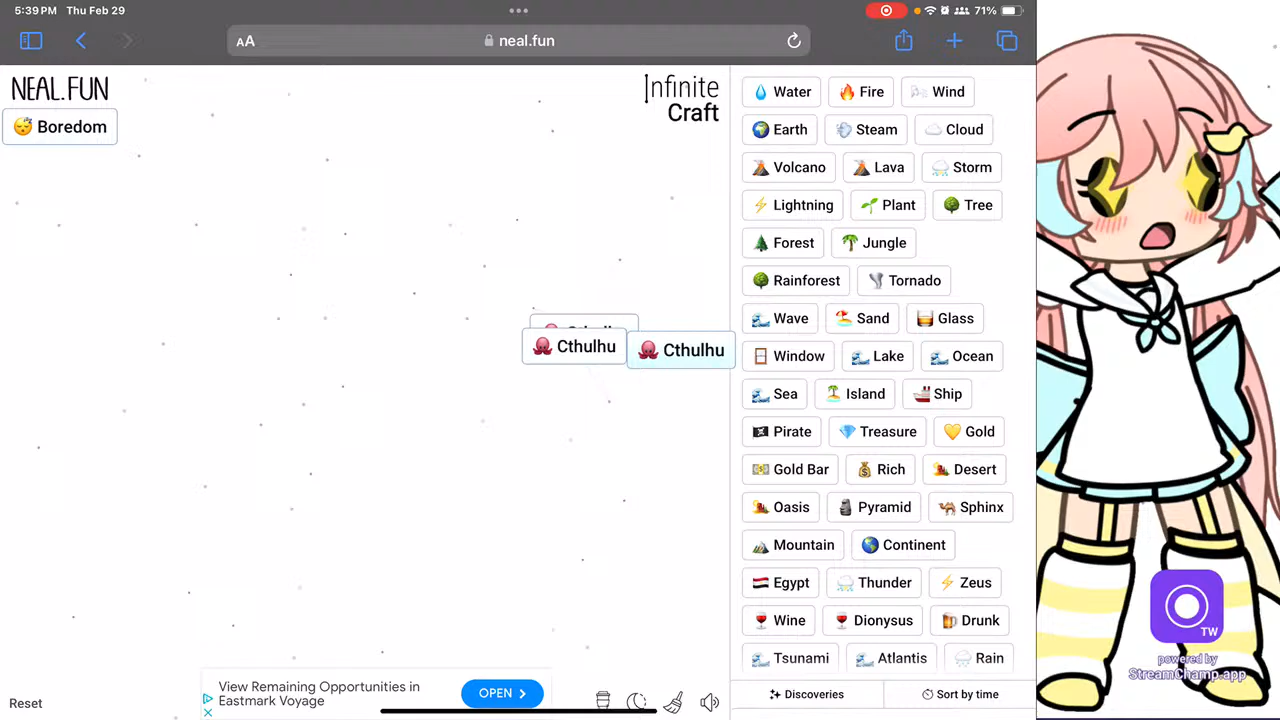 5:39 PM Thu Feb 29
71%
AA
neal.fun
NEAL.FUN
Infinite
Craft
Boredom
Cthulhu
Cthulhu
Water
Fire
Wind
Earth
Steam
Cloud
Volcano
Lava
Storm
Lightning
Plant
Tree
Forest
Jungle
Rainforest
Tornado
Wave
Sand
Glass
Window
Lake
Ocean
Sea
Island
Ship
Pirate
Treasure
Gold
Gold Bar
Rich
Desert
Oasis
Pyramid
Sphinx
Mountain
Continent
Egypt
Thunder
Zeus
Wine
Dionysus
Drunk
Tsunami
Atlantis
Rain
Discoveries
Sort by time
Reset
View Remaining Opportunities in
Eastmark Voyage
OPEN
TW
powered by
StreamChamp.app